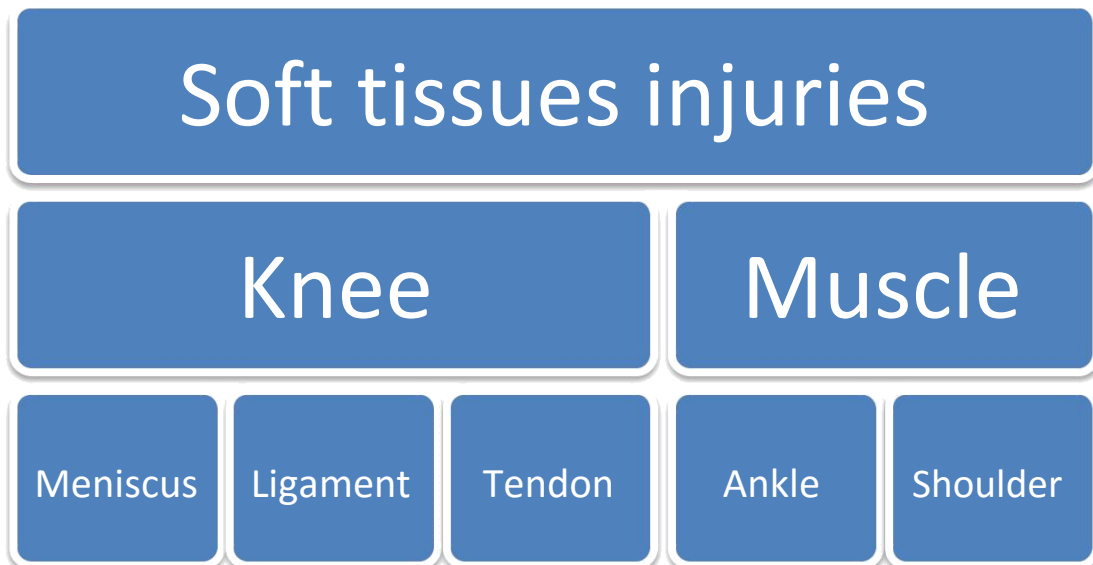 Soft tissues injuries
Knee
Muscle
Meniscus
Ligament
Tendon
Ankle
Shoulder